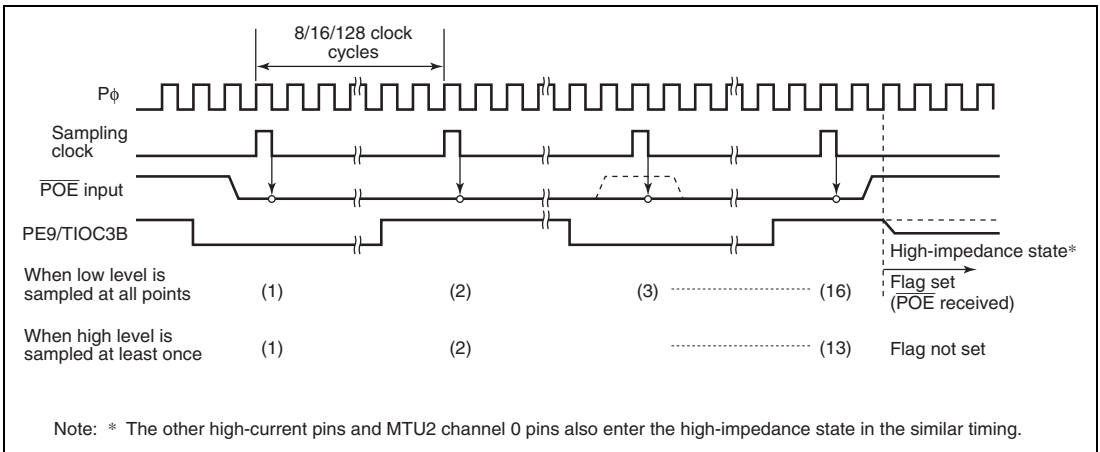 8/16/128 clock
cycles
Pϕ
Sampling
clock
POE input
PE9/TIOC3B
High-impedance state*
When low level is
sampled at all points
(1)
(2)
(3)
(16)
Flag set
(POE received)
When high level is
sampled at least once
(1)
(2)
(13)
Flag not set
Note: * The other high-current pins and MTU2 channel 0 pins also enter the high-impedance state in the similar timing.